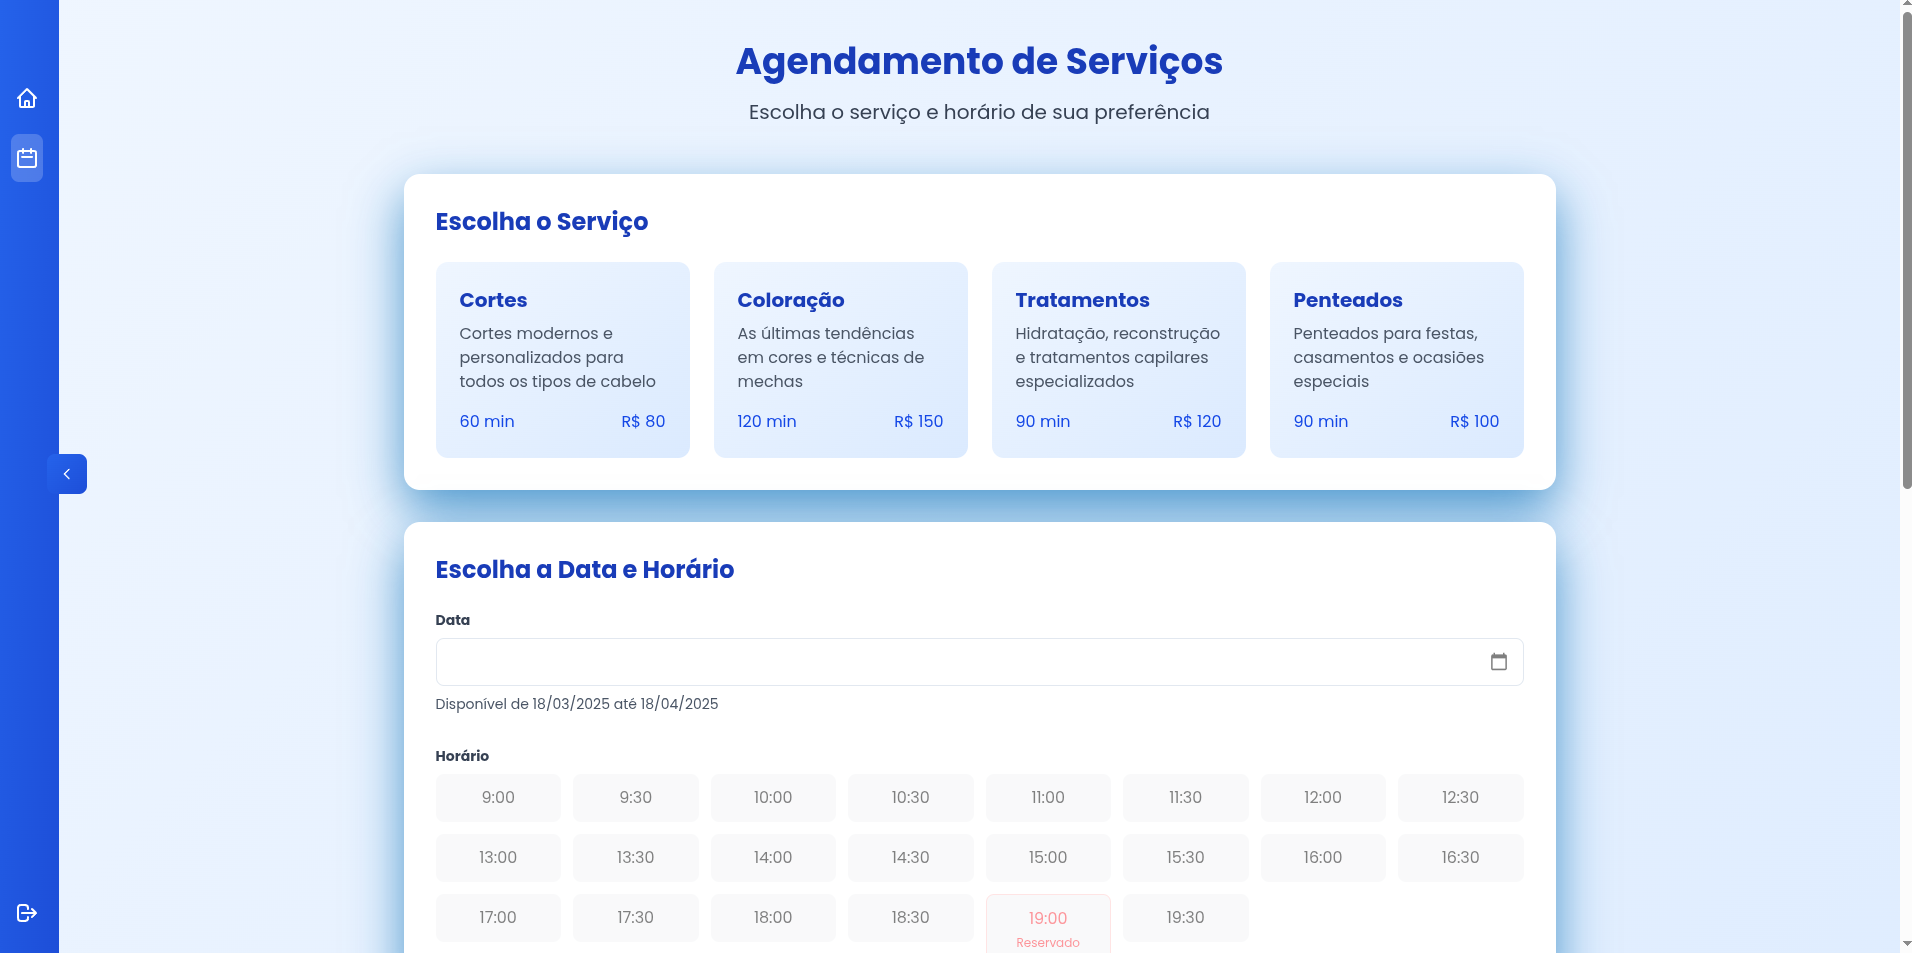 Agendamento de Serviços
Escolha o serviço e horário de sua preferência
Escolha o Serviço
Cortes
Cortes modernos e
personalizados para
todos os tipos de cabelo
60 min R$ 80
Coloração
As últimas tendências
em cores e técnicas de
mechas
120 min R$ 150
Tratamentos
Hidratação, reconstrução
e tratamentos capilares
especializados
90 min R$ 120
Penteados
Penteados para festas,
casamentos e ocasiões
especiais
90 min R$ 100
Escolha a Data e Horário
Data
Disponível de 18/03/2025 até 18/04/2025
Horário
9:00 9:30 10:00 10:30 11:00 11:30 12:00 12:30
13:00 13:30 14:00 14:30 15:00 15:30 16:00 16:30
17:00 17:30 18:00 18:30 19:00 19:30
Reservado